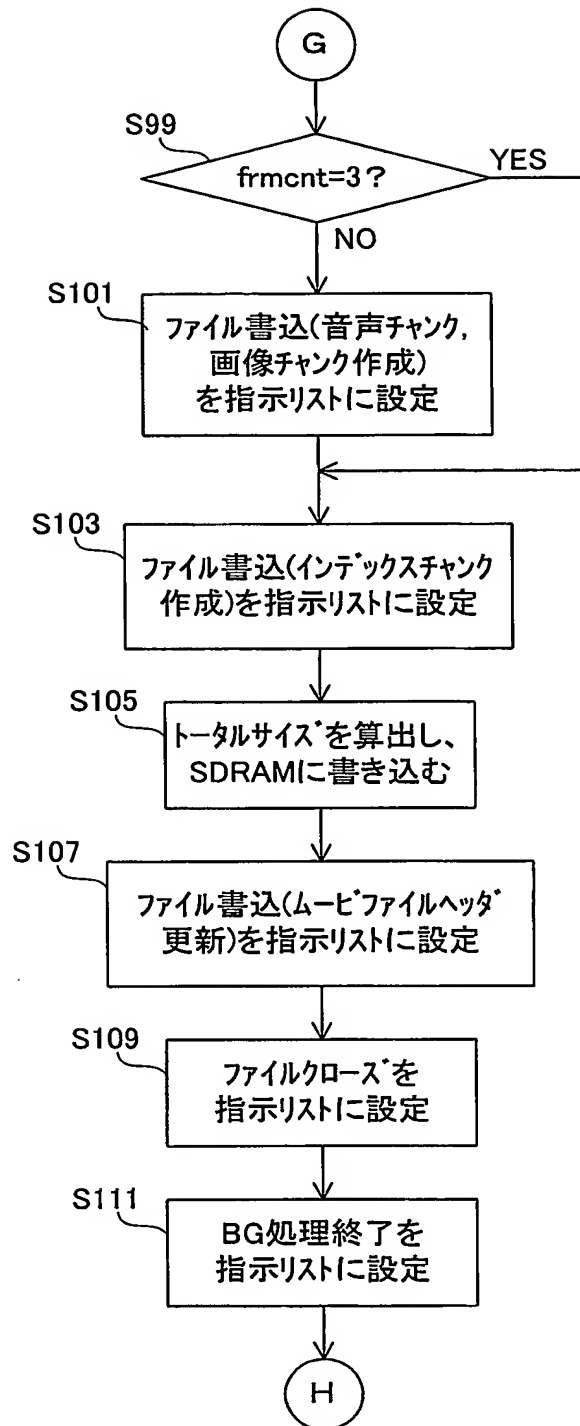 G
S99
frmcnt=3?
YES
NO
S101
ファイル書込(音声チャンク,
画像チャンク作成)
を指示リストに設定
S103
ファイル書込(インデックスチャンク
作成)を指示リストに設定
S105
トータルサイズを算出し、
SDRAMに書き込む
S107
ファイル書込(ムービファイルヘッダ
更新)を指示リストに設定
S109
ファイルクローズを
指示リストに設定
S111
BG処理終了を
指示リストに設定
H